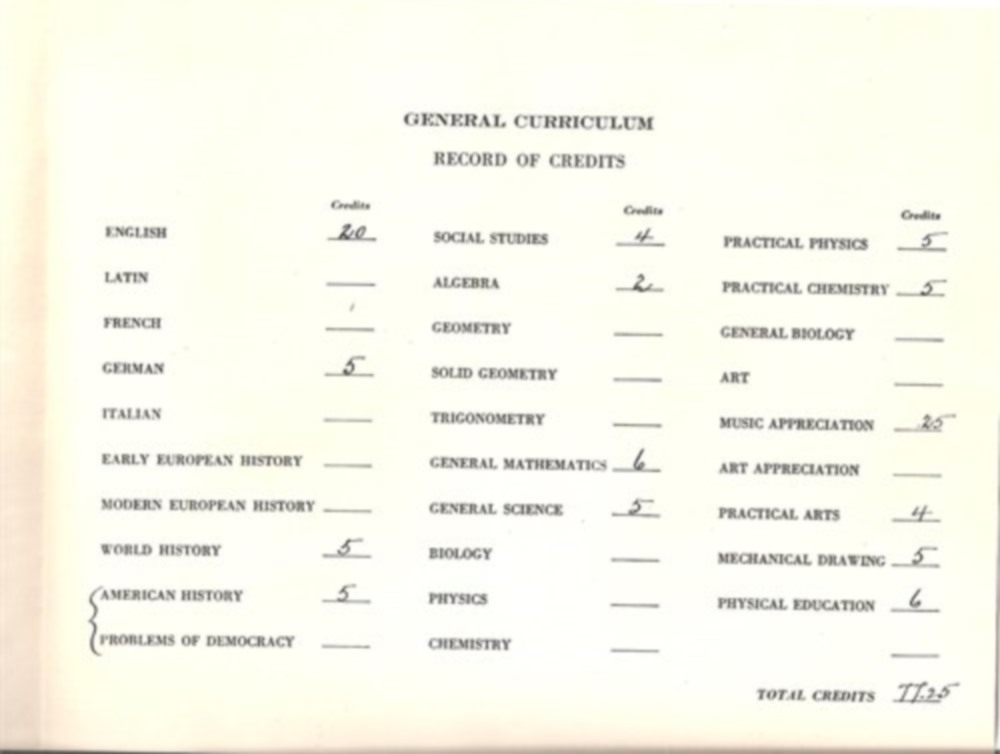 GENERAL CURRICULUM
RECORD OF CREDITS
Credits
ENGLISH 20
LATIN
FRENCH
GERMAN 5
ITALIAN
EARLY EUROPEAN HISTORY
MODERN EUROPEAN HISTORY
WORLD HISTORY 5
AMERICAN HISTORY 5
PROBLEMS OF DEMOCRACY
Credits
SOCIAL STUDIES 4
ALGEBRA 2
GEOMETRY
SOLID GEOMETRY
TRIGONOMETRY
GENERAL MATHEMATICS 6
GENERAL SCIENCE 5
BIOLOGY
PHYSICS
CHEMISTRY
Credits
PRACTICAL PHYSICS 5
PRACTICAL CHEMISTRY 5
GENERAL BIOLOGY
ART
MUSIC APPRECIATION .25
ART APPRECIATION
PRACTICAL ARTS 4
MECHANICAL DRAWING 5
PHYSICAL EDUCATION 6
TOTAL CREDITS 77.25